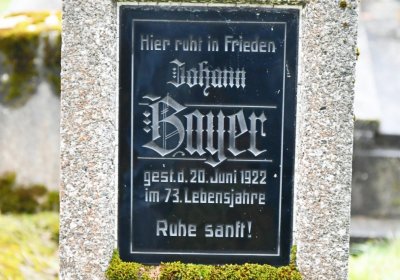 Hier ruht in Frieden
Johann
Bayer
gest. d. 20. Juni 1922
im 73. Lebensjahre
Ruhe sanft!